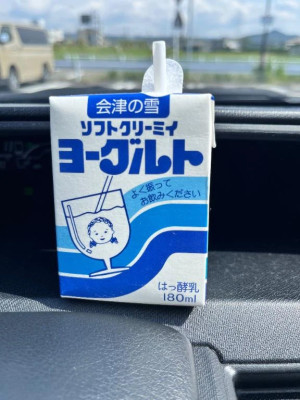 会津の雪
ソフトクリーミィ
ヨーグルト
よく振って
お飲みください
はっ酵乳
180ml